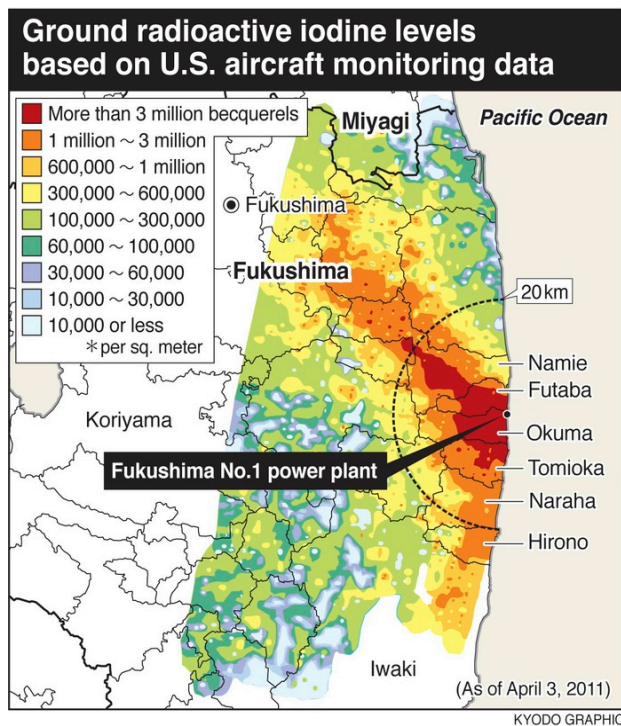 Ground radioactive iodine levels
based on U.S. aircraft monitoring data
More than 3 million becquerels
1 million ~ 3 million
600,000 ~ 1 million
300,000 ~ 600,000
100,000 ~ 300,000
60,000 ~ 100,000
30,000 ~ 60,000
10,000 ~ 30,000
10,000 or less
*per sq. meter
Miyagi
Pacific Ocean
Fukushima
Fukushima
20km
Namie
Futaba
Koriyama
Okuma
Fukushima No.1 power plant
Tomioka
Naraha
Hirono
Iwaki
(As of April 3, 2011)
KYODO GRAPHIC